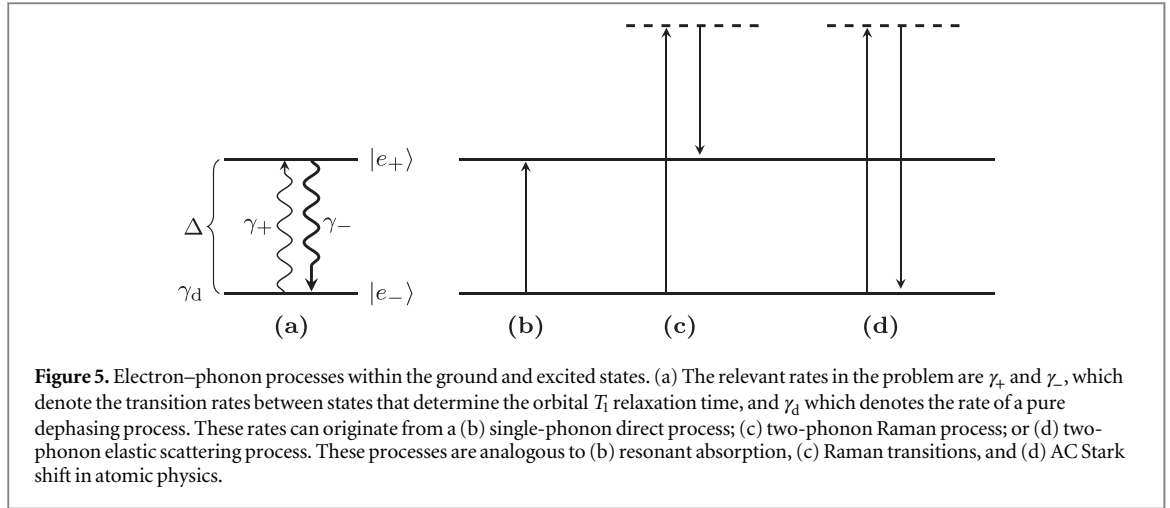 |e₊⟩
Δ
γ₊
γ₋
γd
|e₋⟩
(a)
(b)
(c)
(d)
Figure 5. Electron–phonon processes within the ground and excited states. (a) The relevant rates in the problem are γ₊ and γ₋, which
denote the transition rates between states that determine the orbital T₁ relaxation time, and γd which denotes the rate of a pure
dephasing process. These rates can originate from a (b) single-phonon direct process; (c) two-phonon Raman process; or (d) two-
phonon elastic scattering process. These processes are analogous to (b) resonant absorption, (c) Raman transitions, and (d) AC Stark
shift in atomic physics.